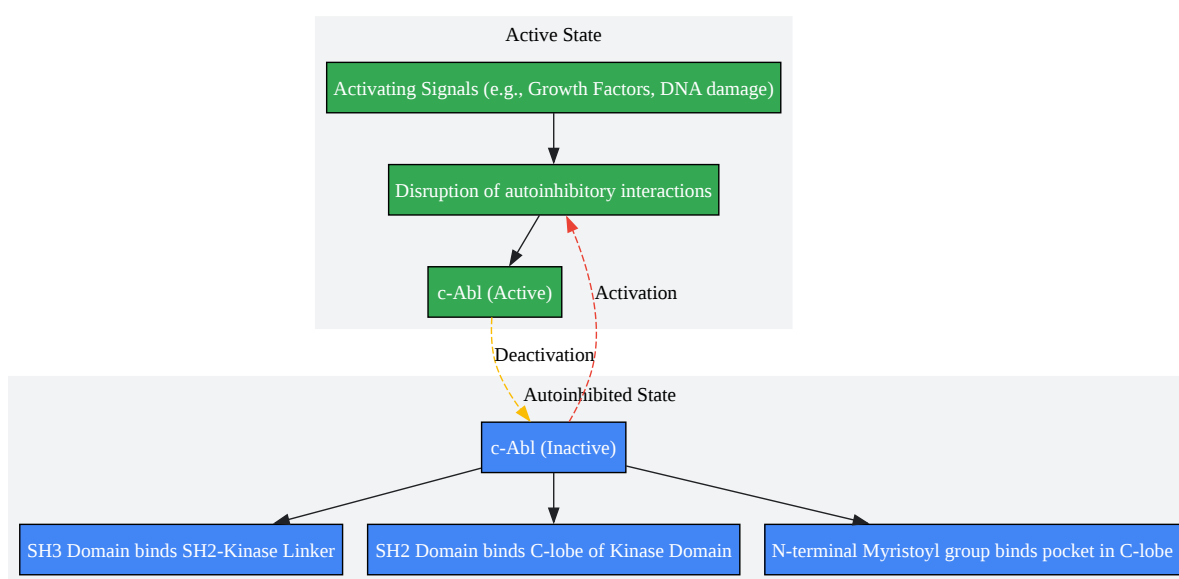 Active State
Activating Signals (e.g., Growth Factors, DNA damage)
Disruption of autoinhibitory interactions
c-Abl (Active)
Activation
Deactivation
Autoinhibited State
c-Abl (Inactive)
SH3 Domain binds SH2-Kinase Linker
SH2 Domain binds C-lobe of Kinase Domain
N-terminal Myristoyl group binds pocket in C-lobe